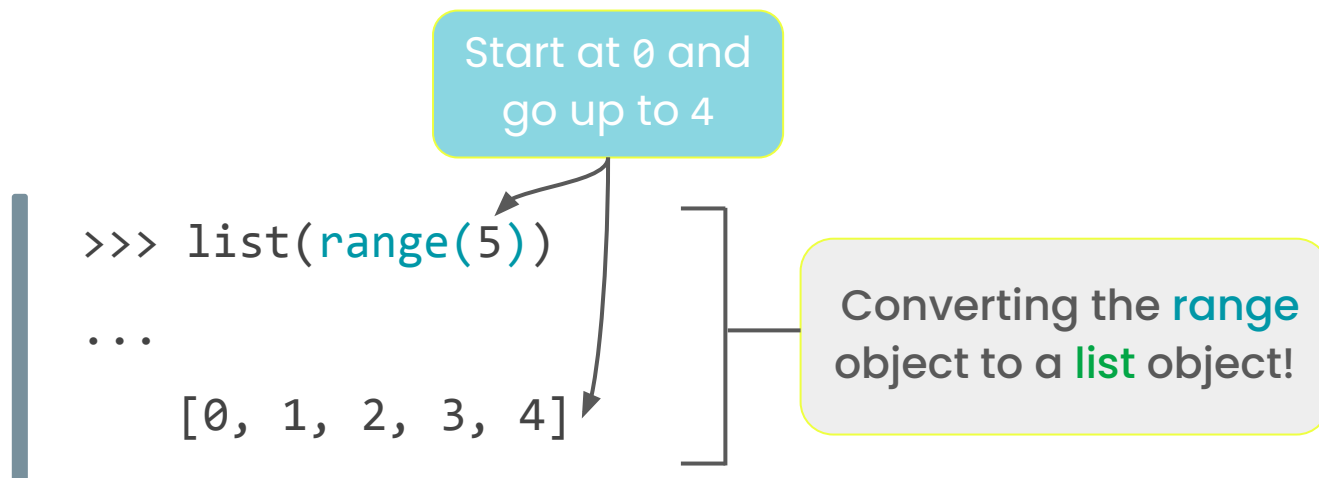 Start at 0 and
go up to 4
>>> list(range(5))
...
[0, 1, 2, 3, 4]
Converting the range
object to a list object!